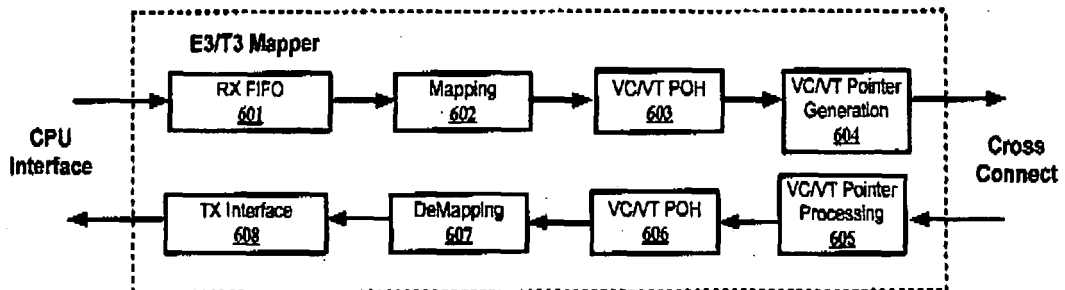 E3/T3 Mapper
RX FIFO
601
Mapping
602
VC/VT POH
603
VC/VT Pointer
Generation
604
CPU
Interface
Cross
Connect
TX Interface
608
DeMapping
607
VC/VT POH
606
VC/VT Pointer
Processing
605